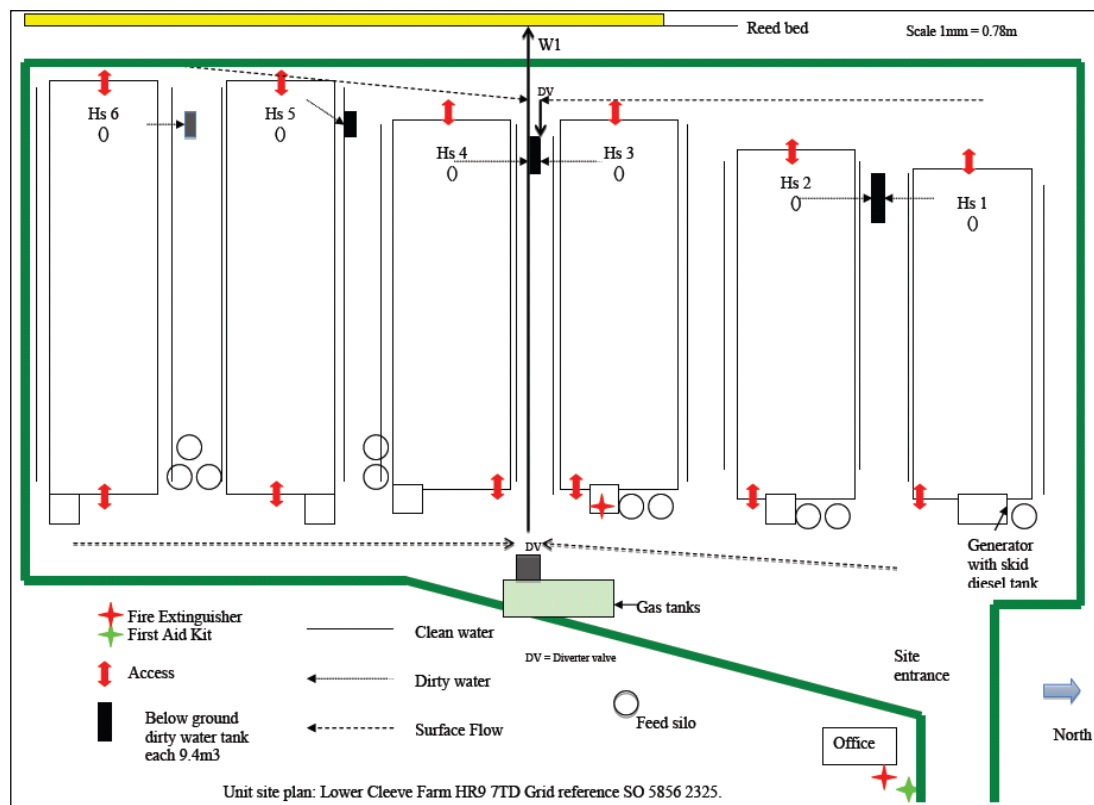 Reed bed
Scale 1mm = 0.78m
W1
DV
Hs 6
Hs 5
Hs 4
Hs 3
Hs 2
Hs 1
DV
Generator
with skid
diesel tank
Gas tanks
Fire Extinguisher
First Aid Kit
Clean water
DV = Diverter valve
Access
Dirty water
Site
entrance
Below ground
dirty water tank
each 9.4m3
Surface Flow
Feed silo
North
Office
Unit site plan: Lower Cleeve Farm HR9 7TD Grid reference SO 5856 2325.